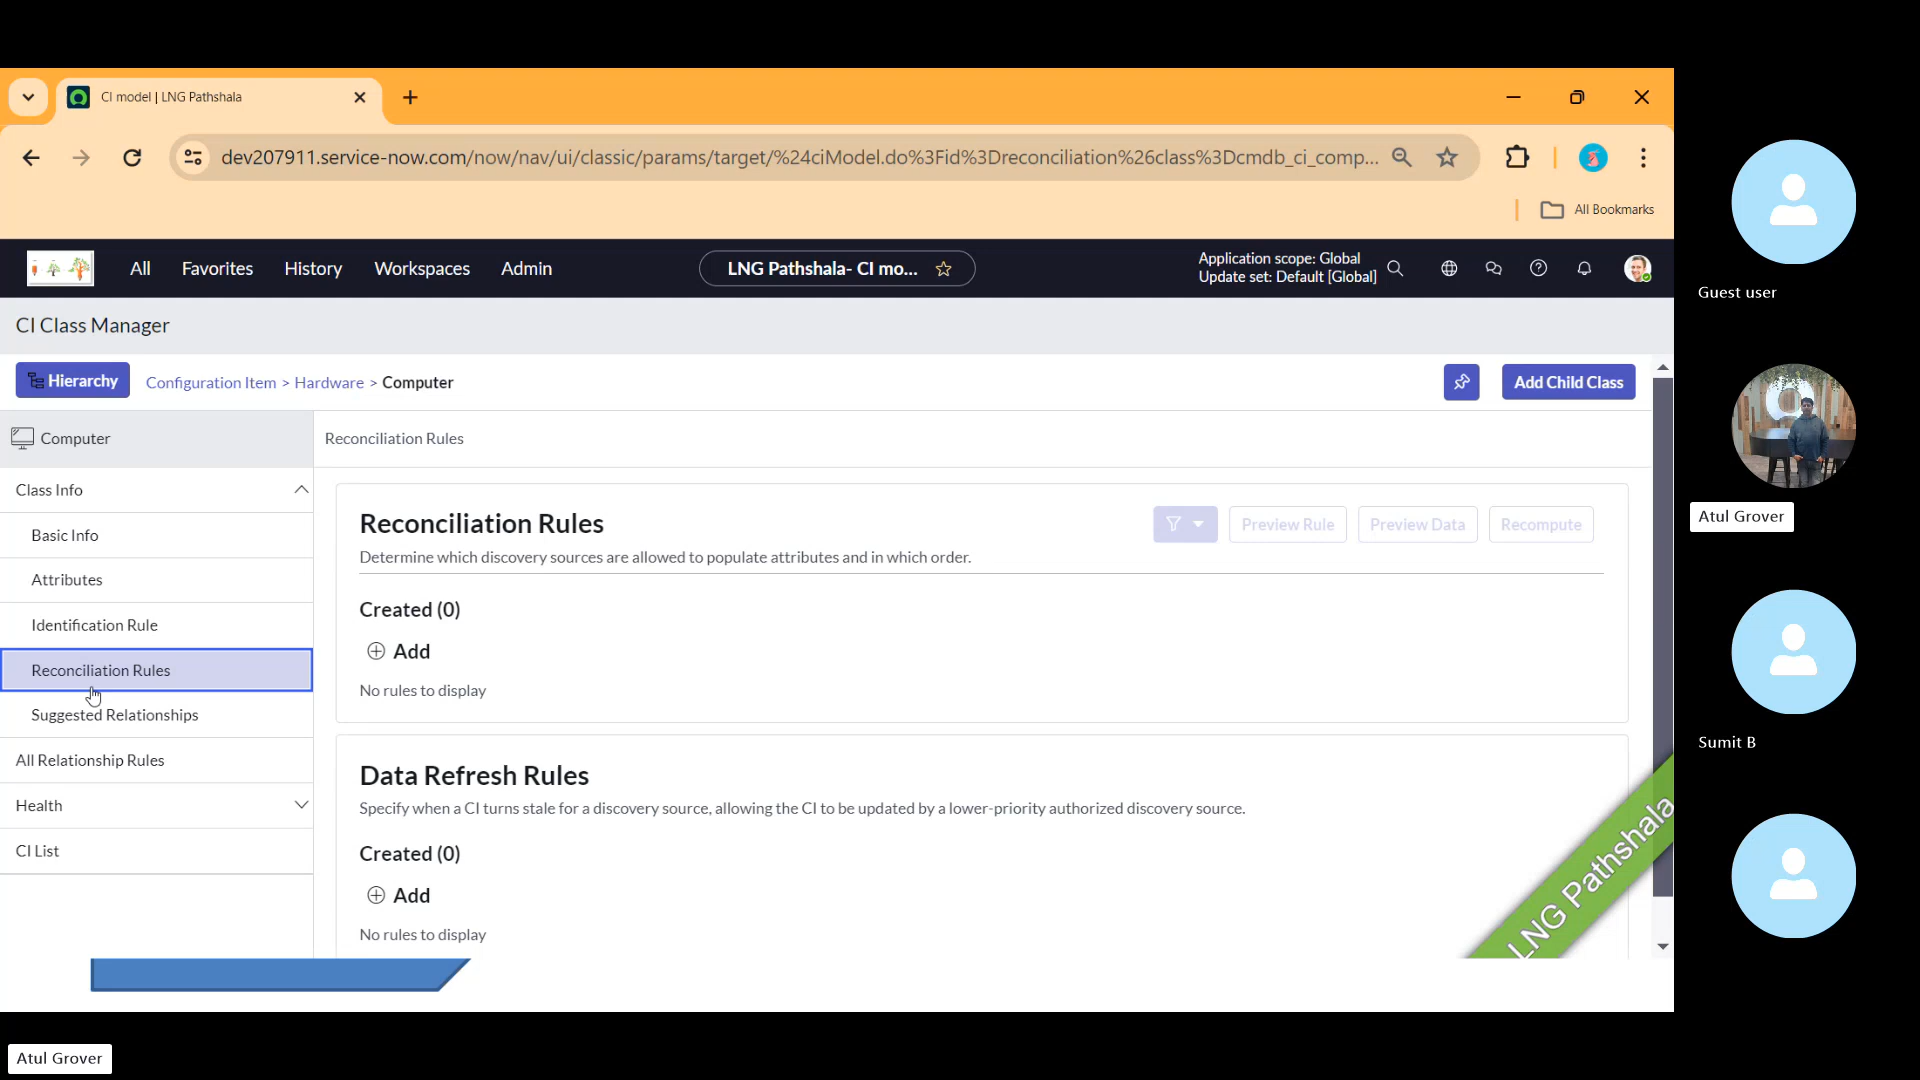 CI model | LNG Pathshala
dev207911.service-now.com/now/nav/ui/classic/params/target/%24ciModel.do%3Fid%3Dreconciliation%26class%3Dcmdb_ci_comp...
All Bookmarks
All
Favorites
History
Workspaces
Admin
LNG Pathshala- CI mo...
Application scope: Global
Update set: Default [Global]
CI Class Manager
Hierarchy
Configuration Item > Hardware > Computer
Add Child Class
Computer
Class Info
Basic Info
Attributes
Identification Rule
Reconciliation Rules
Suggested Relationships
All Relationship Rules
Health
CI List
Reconciliation Rules
Reconciliation Rules
Preview Rule
Preview Data
Recompute
Determine which discovery sources are allowed to populate attributes and in which order.
Created (0)
Add
No rules to display
Data Refresh Rules
Specify when a CI turns stale for a discovery source, allowing the CI to be updated by a lower-priority authorized discovery source.
Created (0)
Add
No rules to display
LNG Pathshala
Guest user
Atul Grover
Sumit B
Atul Grover